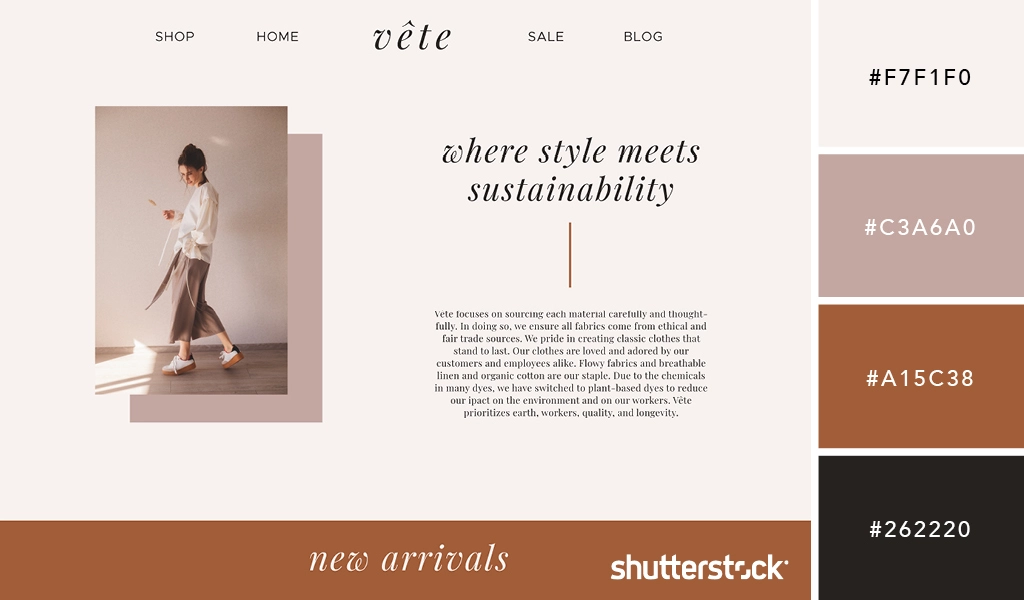 SHOP HOME vête SALE BLOG
where style meets
sustainability
Vête focuses on sourcing each material carefully and thought-
fully. In doing so, we ensure all fabrics come from ethical and
fair trade sources. We pride in creating classic clothes that
stand to last. Our clothes are loved and adored by our
customers and employees alike. Flowy fabrics and breathable
linen and organic cotton are our staple. Due to the chemicals
in many dyes, we have switched to plant-based dyes to reduce
our ipact on the environment and on our workers. Vête
prioritizes earth, workers, quality, and longevity.
new arrivals
shutterstock
#F7F1F0
#C3A6A0
#A15C38
#262220